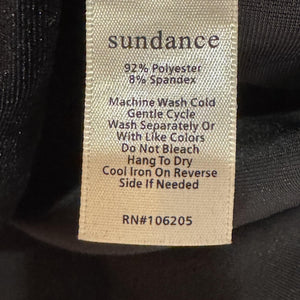 sundance
92% Polyester
8% Spandex
Machine Wash Cold
Gentle Cycle
Wash Separately Or
With Like Colors
Do Not Bleach
Hang To Dry
Cool Iron On Reverse
Side If Needed
RN#106205